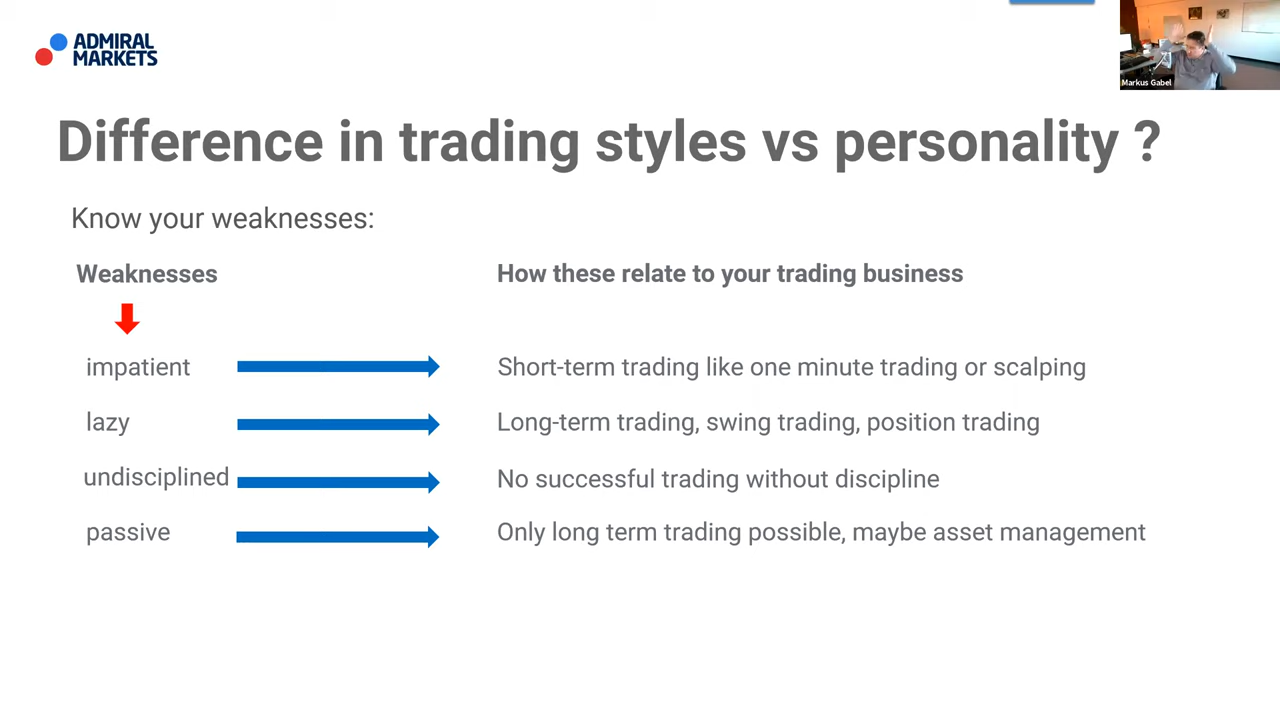 ADMIRAL
MARKETS
Markus Gabel
Difference in trading styles vs personality ?
Know your weaknesses:
Weaknesses
How these relate to your trading business
impatient
Short-term trading like one minute trading or scalping
lazy
Long-term trading, swing trading, position trading
undisciplined
No successful trading without discipline
passive
Only long term trading possible, maybe asset management